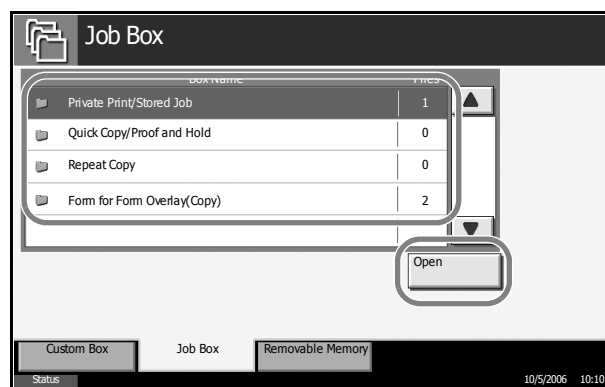 Job Box
Box Name Files
Private Print/Stored Job 1
Quick Copy/Proof and Hold 0
Repeat Copy 0
Form for Form Overlay(Copy) 2
Open
Custom Box Job Box Removable Memory
Status 10/5/2006 10:10